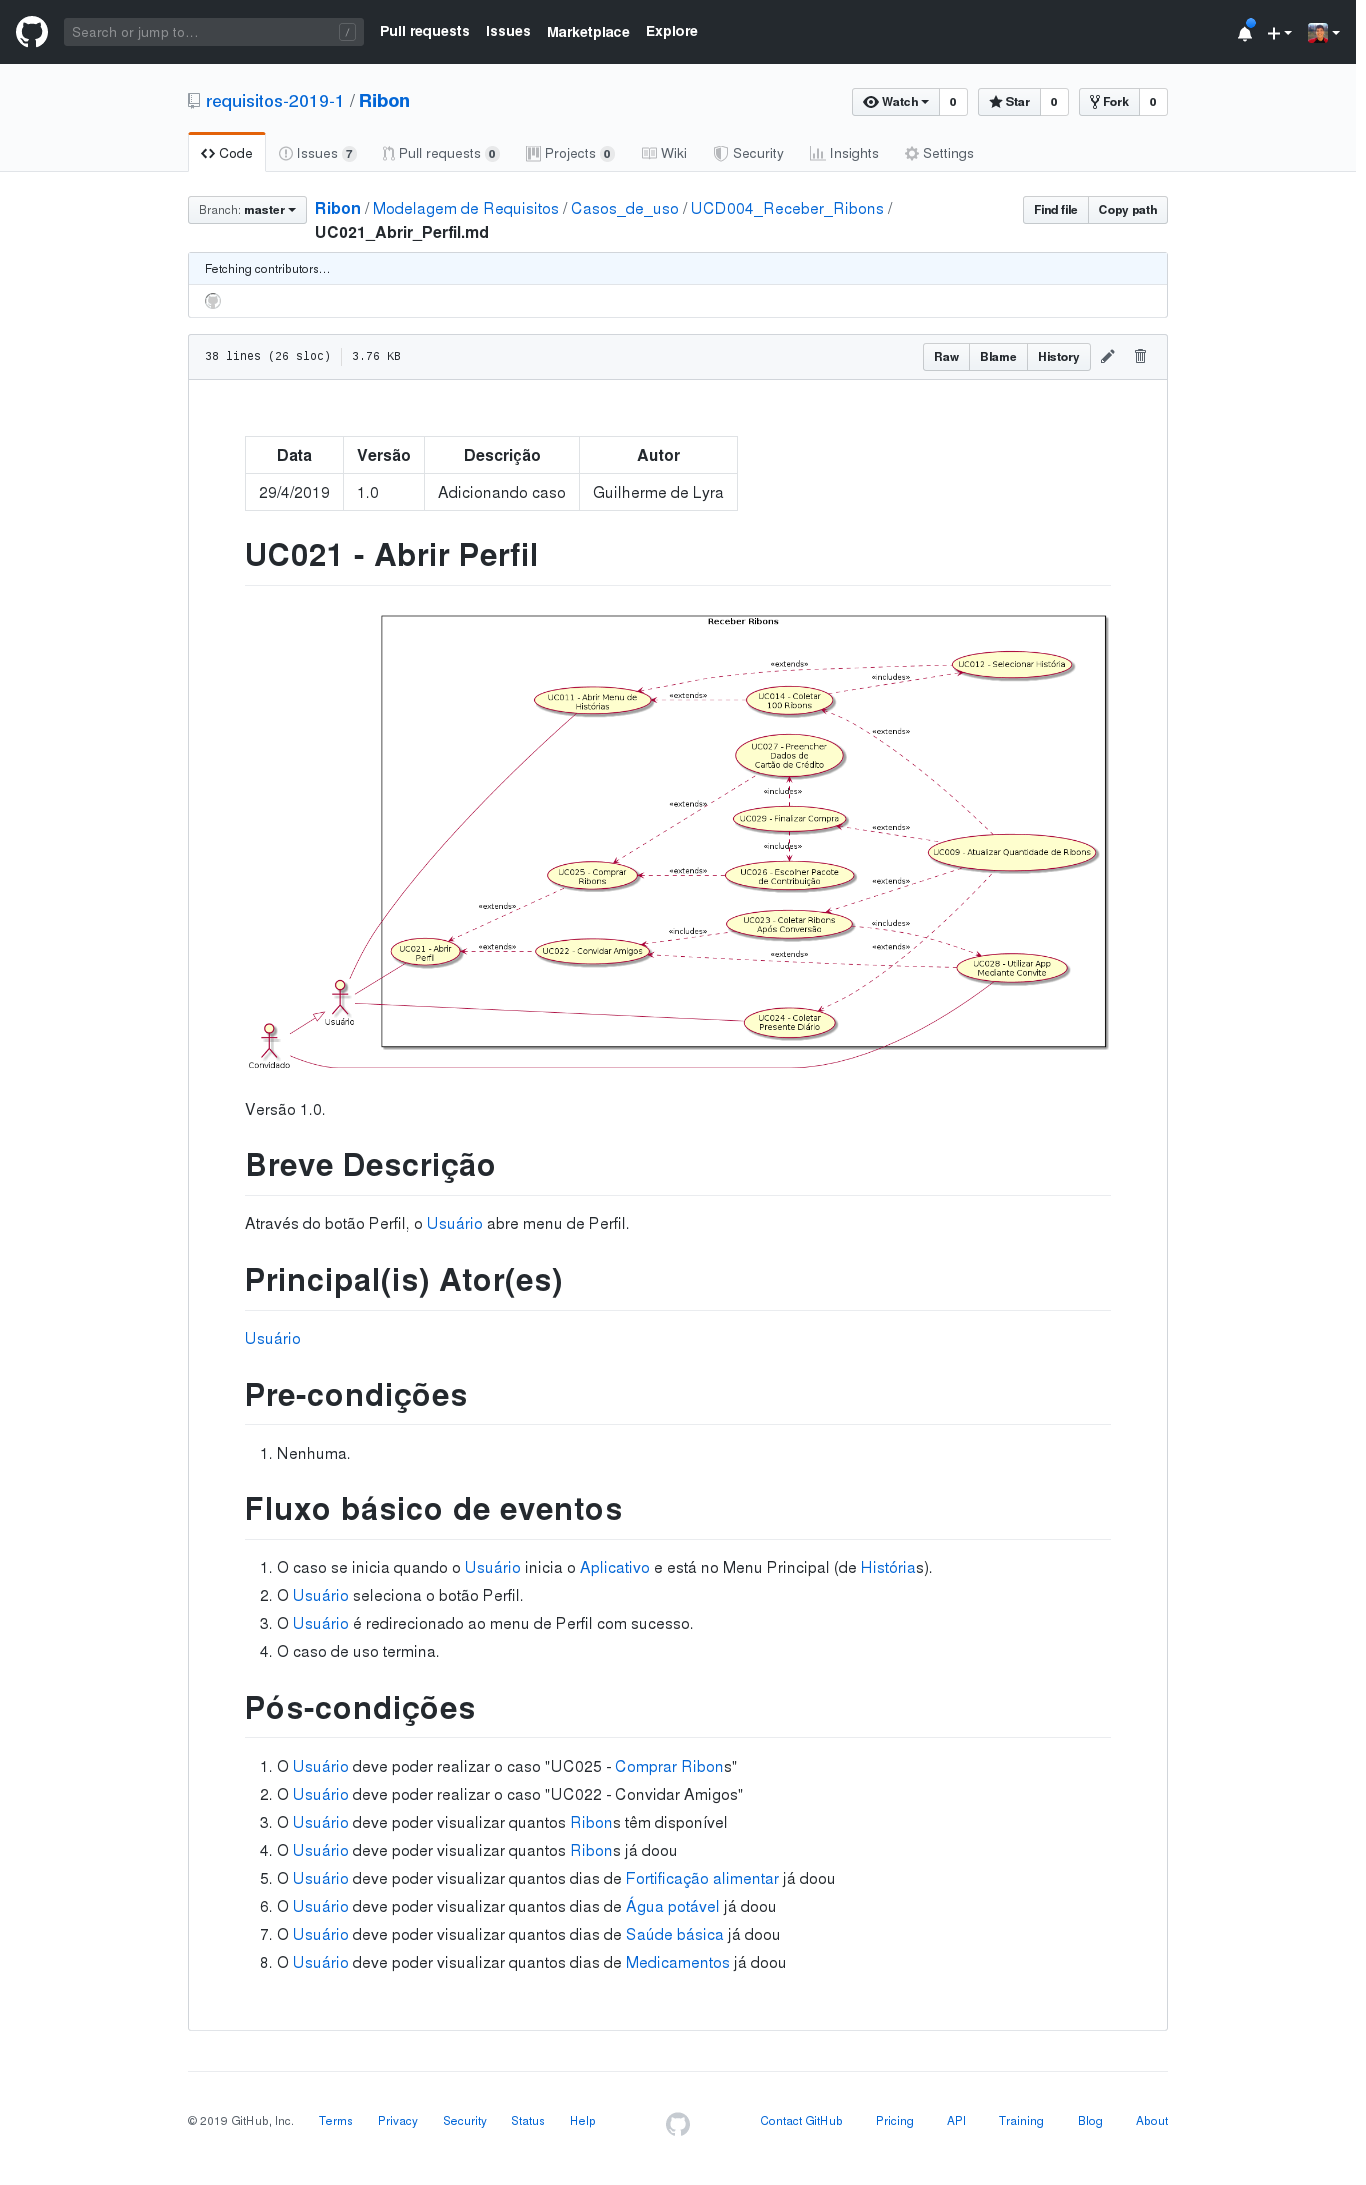 Search or jump to… /
Pull requests Issues Marketplace Explore
requisitos-2019-1 / Ribon
Watch 0 Star 0 Fork 0
Code Issues 7 Pull requests 0 Projects 0 Wiki Security Insights Settings
Branch: master Ribon / Modelagem de Requisitos / Casos_de_uso / UCD004_Receber_Ribons /
UC021_Abrir_Perfil.md
Find file Copy path
Fetching contributors…
38 lines (26 sloc) 3.76 KB
Raw Blame History
Data Versão Descrição Autor
29/4/2019 1.0 Adicionando caso Guilherme de Lyra
UC021 - Abrir Perfil
Receber Ribons
«extends»
UC012 - Selecionar História
«includes»
UC011 - Abrir Menu de
Histórias
«extends»
UC014 - Coletar
100 Ribons
«extends»
UC027 - Preencher
Dados de
Cartão de Crédito
«includes»
«extends»
UC029 - Finalizar Compra
«extends»
«includes»
UC009 - Atualizar Quantidade de Ribons
UC025 - Comprar
Ribons
«extends»
UC026 - Escolher Pacote
de Contribuição
«extends»
«extends»
UC023 - Coletar Ribons
Após Conversão
«includes»
«extends»
UC021 - Abrir
Perfil
«extends»
UC022 - Convidar Amigos
«extends»
«extends»
UC028 - Utilizar App
Mediante Convite
Usuário
UC024 - Coletar
Presente Diário
Convidado
Versão 1.0.
Breve Descrição
Através do botão Perfil, o Usuário abre menu de Perfil.
Principal(is) Ator(es)
Usuário
Pre-condições
1. Nenhuma.
Fluxo básico de eventos
1. O caso se inicia quando o Usuário inicia o Aplicativo e está no Menu Principal (de Histórias).
2. O Usuário seleciona o botão Perfil.
3. O Usuário é redirecionado ao menu de Perfil com sucesso.
4. O caso de uso termina.
Pós-condições
1. O Usuário deve poder realizar o caso "UC025 - Comprar Ribons"
2. O Usuário deve poder realizar o caso "UC022 - Convidar Amigos"
3. O Usuário deve poder visualizar quantos Ribons têm disponível
4. O Usuário deve poder visualizar quantos Ribons já doou
5. O Usuário deve poder visualizar quantos dias de Fortificação alimentar já doou
6. O Usuário deve poder visualizar quantos dias de Água potável já doou
7. O Usuário deve poder visualizar quantos dias de Saúde básica já doou
8. O Usuário deve poder visualizar quantos dias de Medicamentos já doou
© 2019 GitHub, Inc. Terms Privacy Security Status Help Contact GitHub Pricing API Training Blog About